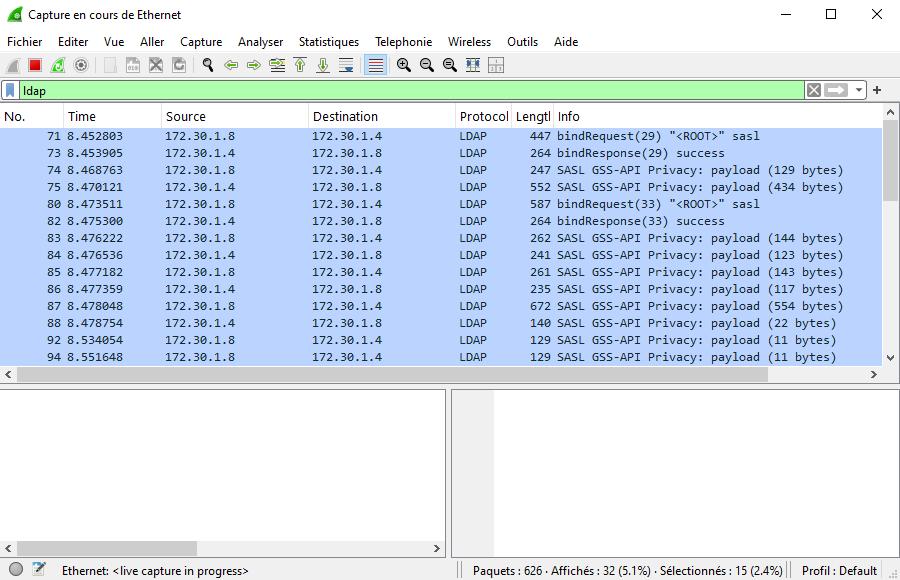 Capture en cours de Ethernet
Fichier Editer Vue Aller Capture Analyser Statistiques Telephonie Wireless Outils Aide
ldap
No. Time Source Destination Protocol Lengtl Info
71 8.452803 172.30.1.8 172.30.1.4 LDAP 447 bindRequest(29) "<ROOT>" sasl
73 8.453905 172.30.1.4 172.30.1.8 LDAP 264 bindResponse(29) success
74 8.468763 172.30.1.8 172.30.1.4 LDAP 247 SASL GSS-API Privacy: payload (129 bytes)
75 8.470121 172.30.1.4 172.30.1.8 LDAP 552 SASL GSS-API Privacy: payload (434 bytes)
80 8.473511 172.30.1.8 172.30.1.4 LDAP 587 bindRequest(33) "<ROOT>" sasl
82 8.475300 172.30.1.4 172.30.1.8 LDAP 264 bindResponse(33) success
83 8.476222 172.30.1.8 172.30.1.4 LDAP 262 SASL GSS-API Privacy: payload (144 bytes)
84 8.476536 172.30.1.4 172.30.1.8 LDAP 241 SASL GSS-API Privacy: payload (123 bytes)
85 8.477182 172.30.1.8 172.30.1.4 LDAP 261 SASL GSS-API Privacy: payload (143 bytes)
86 8.477359 172.30.1.4 172.30.1.8 LDAP 235 SASL GSS-API Privacy: payload (117 bytes)
87 8.478048 172.30.1.8 172.30.1.4 LDAP 672 SASL GSS-API Privacy: payload (554 bytes)
88 8.478754 172.30.1.4 172.30.1.8 LDAP 140 SASL GSS-API Privacy: payload (22 bytes)
92 8.534054 172.30.1.8 172.30.1.4 LDAP 129 SASL GSS-API Privacy: payload (11 bytes)
94 8.551648 172.30.1.8 172.30.1.4 LDAP 129 SASL GSS-API Privacy: payload (11 bytes)
Ethernet: <live capture in progress> Paquets : 626 · Affichés : 32 (5.1%) · Sélectionnés : 15 (2.4%) Profil : Default